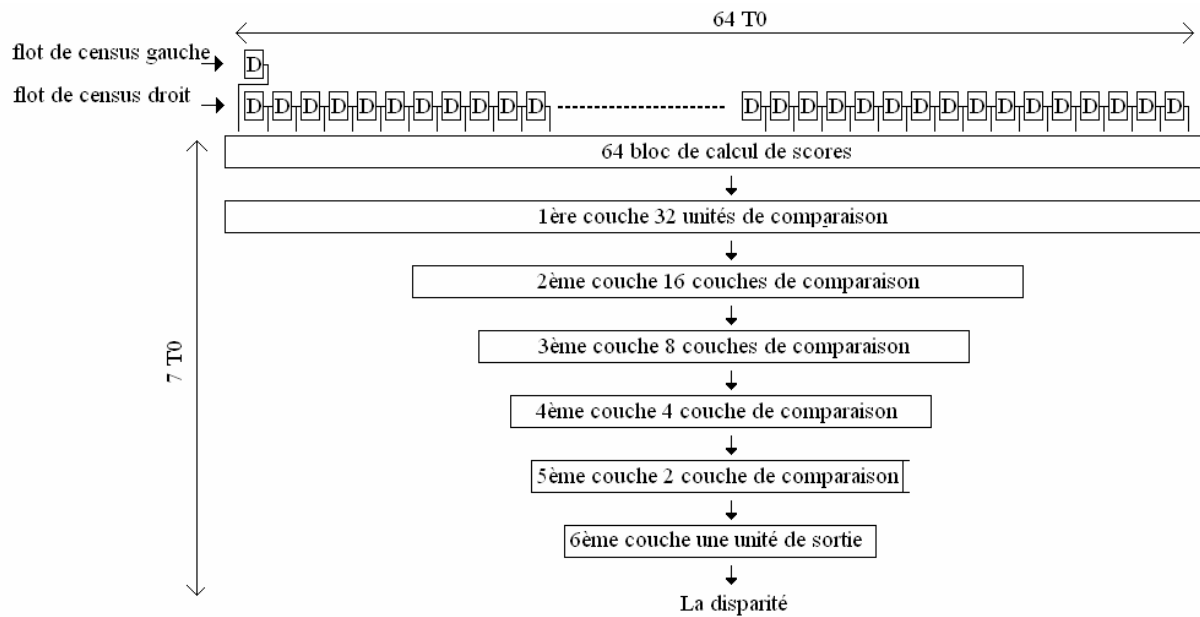 64 T0
flot de census gauche D
flot de census droit D D D D D D D D D D D D D D D D D D D D D D D D D D D
64 bloc de calcul de scores
1ère couche 32 unités de comparaison
2ème couche 16 couches de comparaison
3ème couche 8 couches de comparaison
7 T0
4ème couche 4 couche de comparaison
5ème couche 2 couche de comparaison
6ème couche une unité de sortie
La disparité